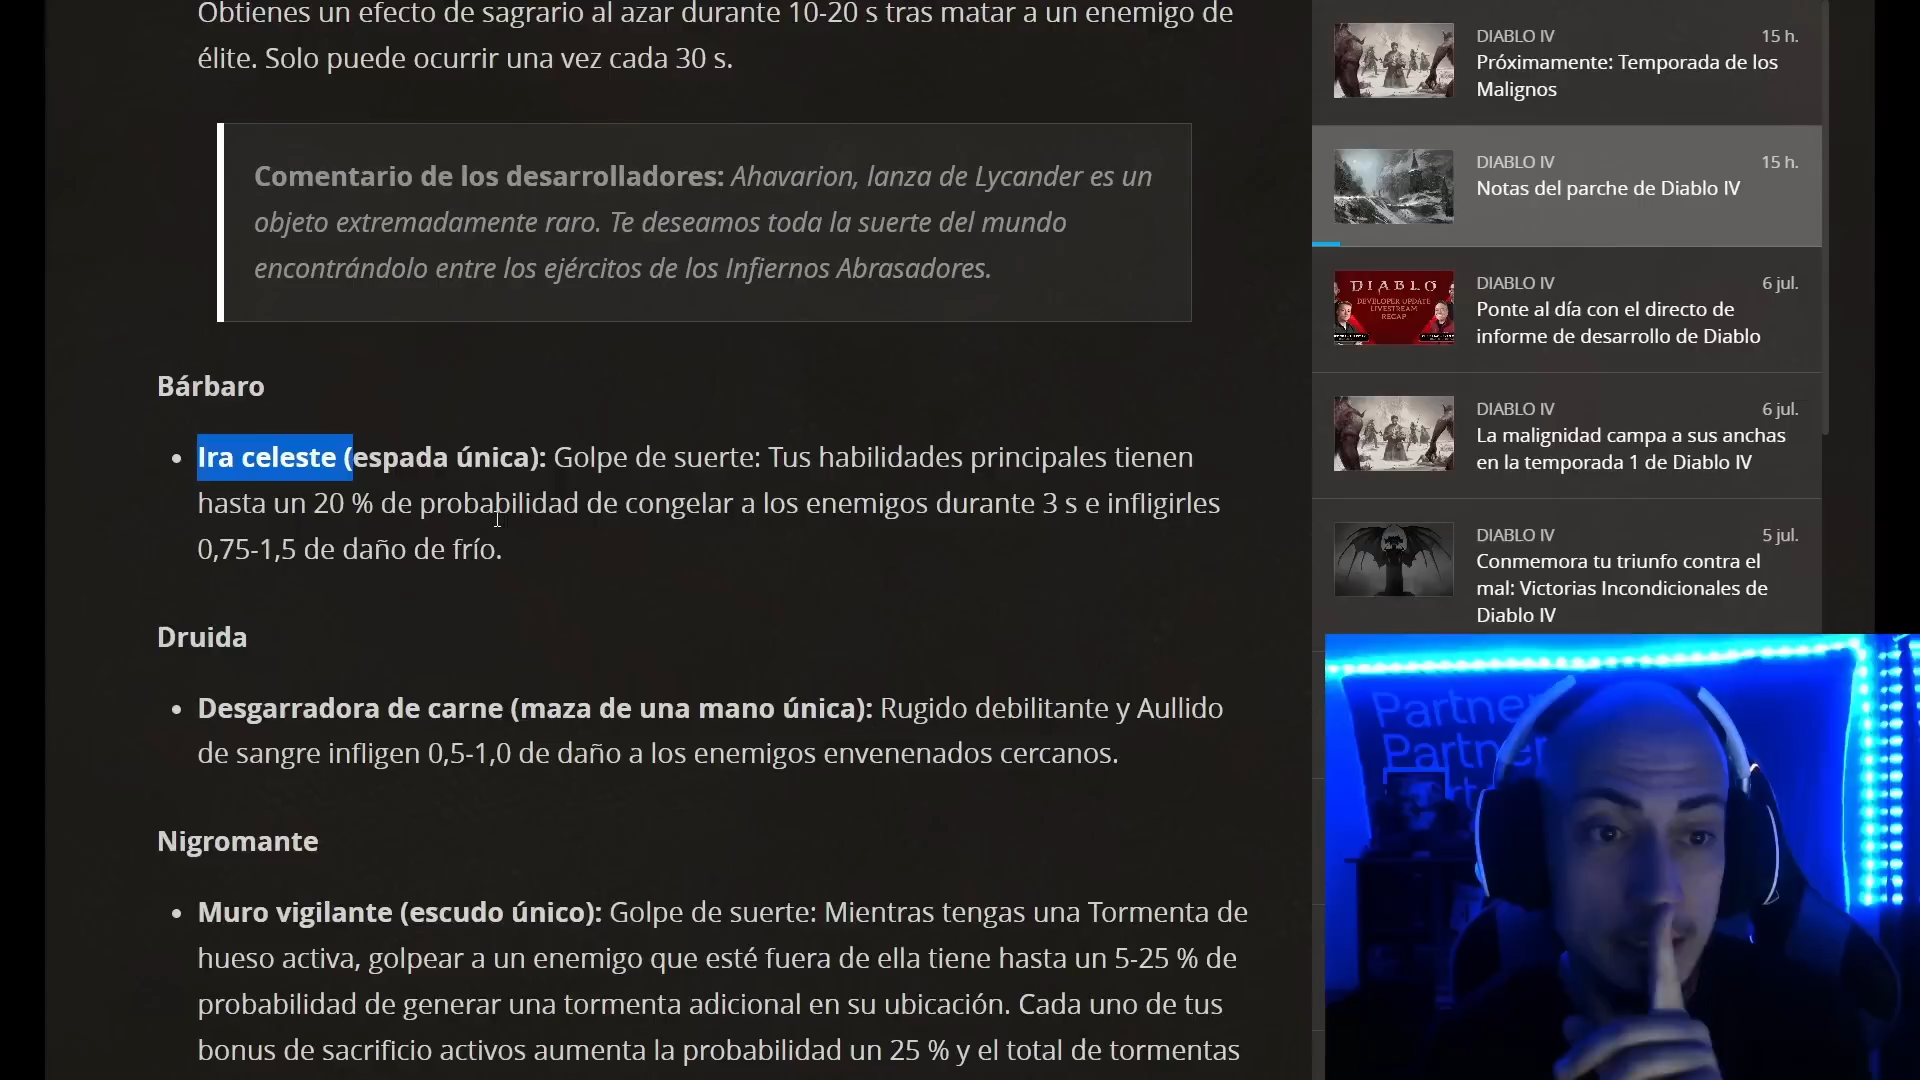 Obtienes un efecto de sagrario al azar durante 10-20 s tras matar a un enemigo de
élite. Solo puede ocurrir una vez cada 30 s.
Comentario de los desarrolladores: Ahavarion, lanza de Lycander es un
objeto extremadamente raro. Te deseamos toda la suerte del mundo
encontrándolo entre los ejércitos de los Infiernos Abrasadores.
Bárbaro
• Ira celeste (espada única): Golpe de suerte: Tus habilidades principales tienen
hasta un 20 % de probabilidad de congelar a los enemigos durante 3 s e infligirles
0,75-1,5 de daño de frío.
Druida
• Desgarradora de carne (maza de una mano única): Rugido debilitante y Aullido
de sangre infligen 0,5-1,0 de daño a los enemigos envenenados cercanos.
Nigromante
• Muro vigilante (escudo único): Golpe de suerte: Mientras tengas una Tormenta de
hueso activa, golpear a un enemigo que esté fuera de ella tiene hasta un 5-25 % de
probabilidad de generar una tormenta adicional en su ubicación. Cada uno de tus
bonus de sacrificio activos aumenta la probabilidad un 25 % y el total de tormentas
DIABLO IV 15 h.
Próximamente: Temporada de los
Malignos
DIABLO IV 15 h.
Notas del parche de Diablo IV
DIABLO
DEVELOPER UPDATE
LIVESTREAM
RECAP
DIABLO IV 6 jul.
Ponte al día con el directo de
informe de desarrollo de Diablo
DIABLO IV 6 jul.
La malignidad campa a sus anchas
en la temporada 1 de Diablo IV
DIABLO IV 5 jul.
Conmemora tu triunfo contra el
mal: Victorias Incondicionales de
Diablo IV
Partner
Partner